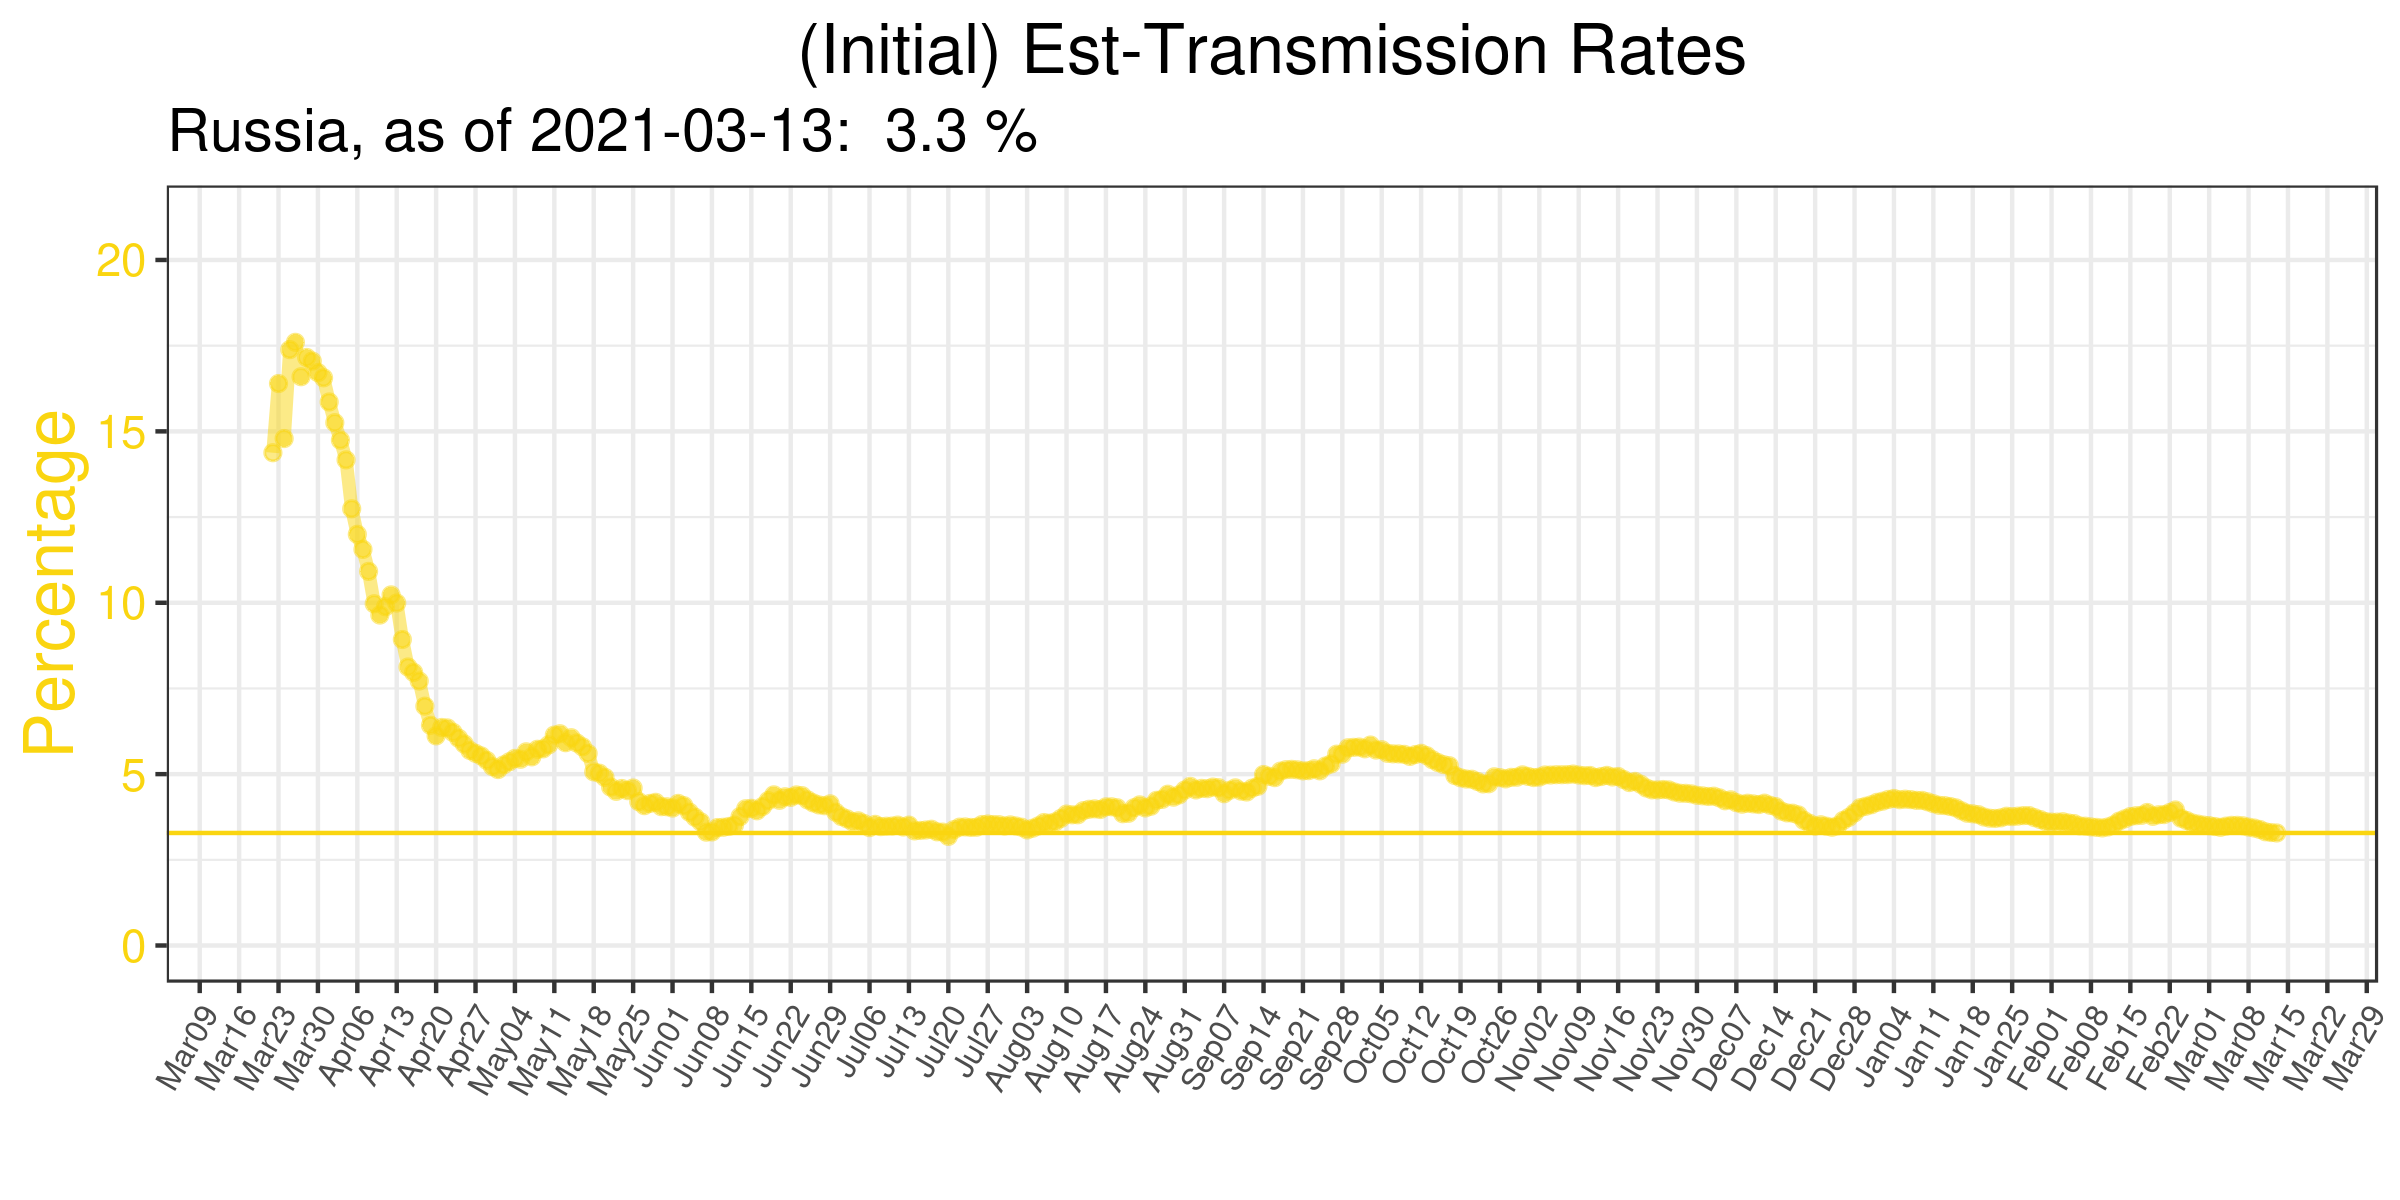 (Initial) Est-Transmission Rates
Russia, as of 2021-03-13:  3.3 %
Percentage
20
15
10
5
0
Mar09
Mar16
Mar23
Mar30
Apr06
Apr13
Apr20
Apr27
May04
May11
May18
May25
Jun01
Jun08
Jun15
Jun22
Jun29
Jul06
Jul13
Jul20
Jul27
Aug03
Aug10
Aug17
Aug24
Aug31
Sep07
Sep14
Sep21
Sep28
Oct05
Oct12
Oct19
Oct26
Nov02
Nov09
Nov16
Nov23
Nov30
Dec07
Dec14
Dec21
Dec28
Jan04
Jan11
Jan18
Jan25
Feb01
Feb08
Feb15
Feb22
Mar01
Mar08
Mar15
Mar22
Mar29